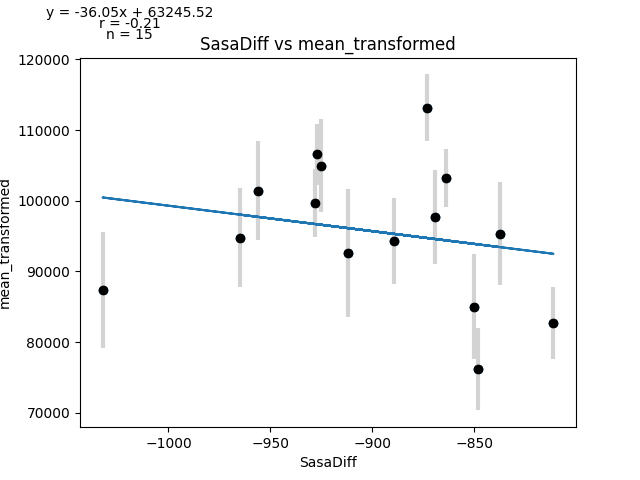 y = -36.05x + 63245.52
r = -0.21
n = 15
SasaDiff vs mean_transformed
120000
110000
100000
90000
80000
70000
mean_transformed
−1000
−950
−900
−850
SasaDiff